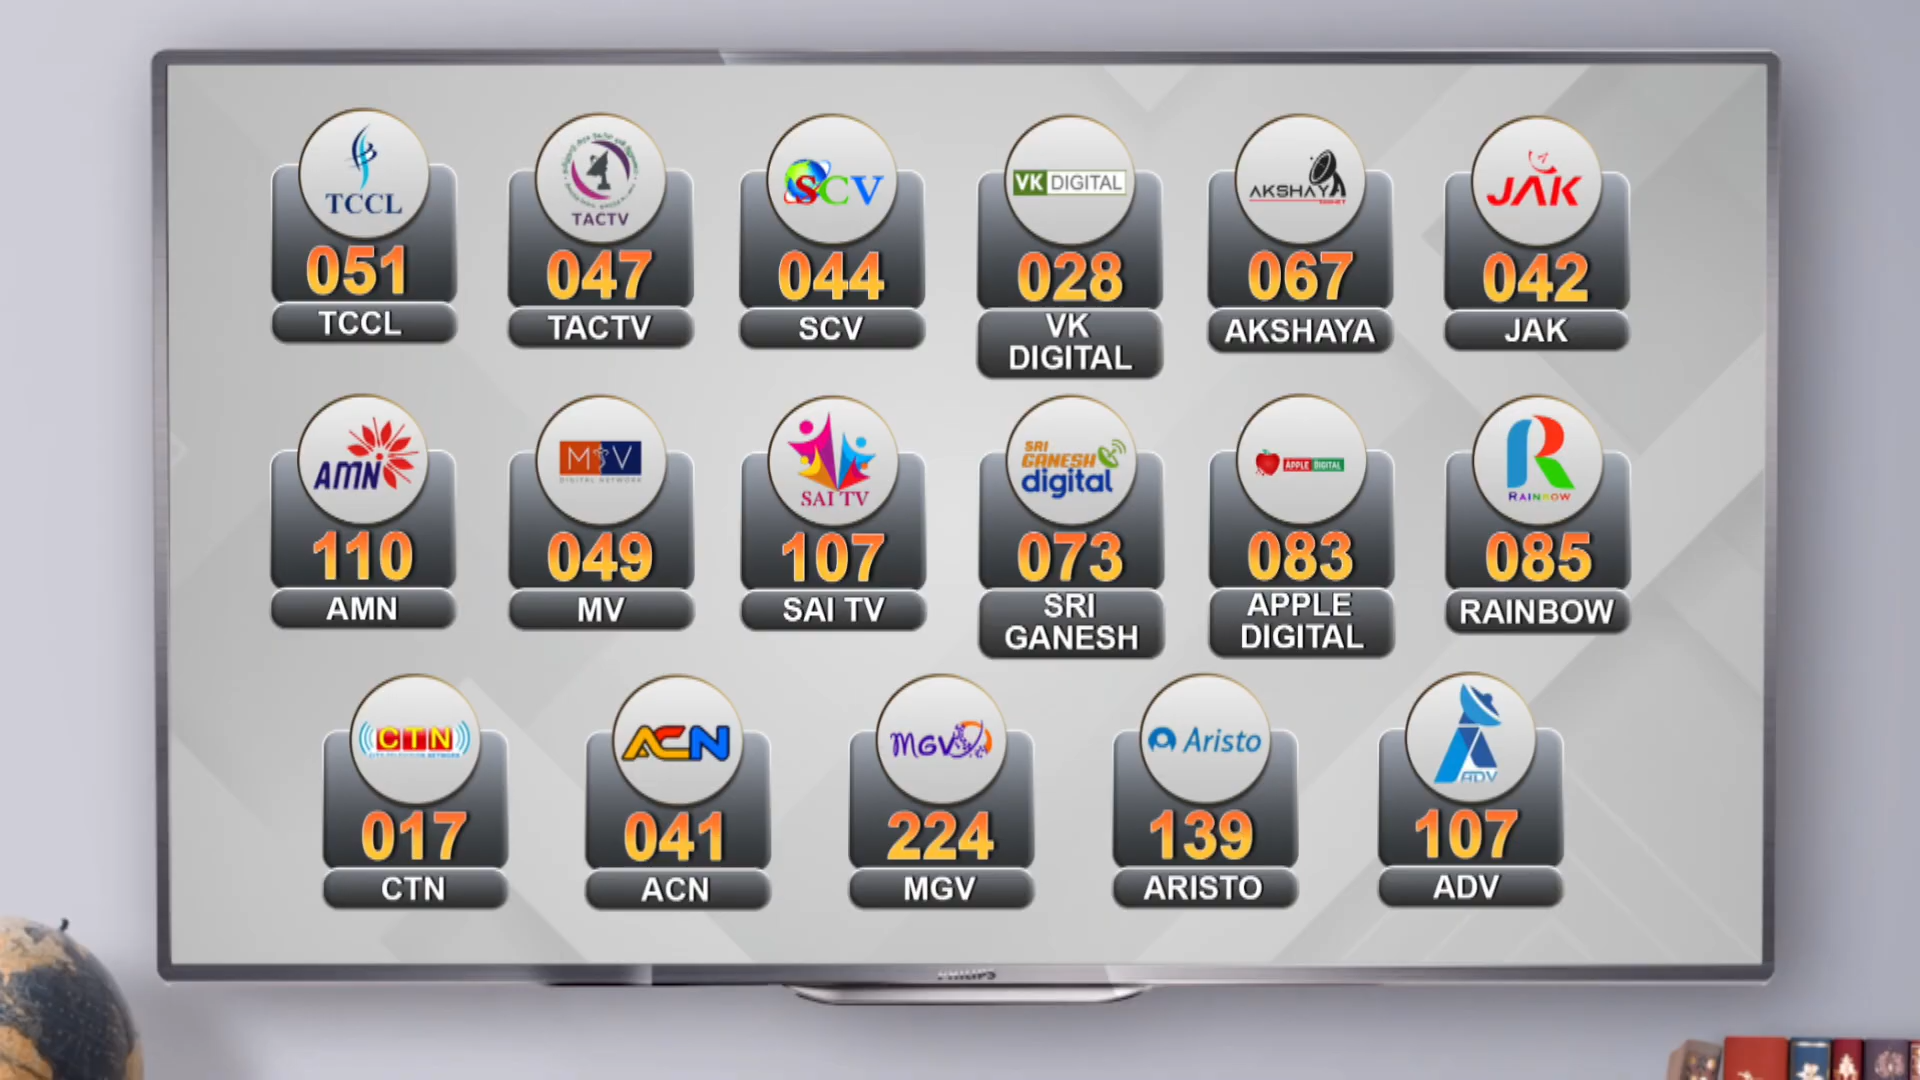 TCCL
051
TCCL
TACTV
047
TACTV
SCV
044
SCV
VK DIGITAL
028
VK
DIGITAL
AKSHAYA
067
AKSHAYA
JAK
042
JAK
AMN
110
AMN
MV
DIGITAL NETWORK
049
MV
SAI TV
107
SAI TV
SRI
GANESH
digital
073
SRI
GANESH
APPLE DIGITAL
083
APPLE
DIGITAL
RAINBOW
085
RAINBOW
CTN
017
CTN
ACN
041
ACN
MGV
224
MGV
Aristo
139
ARISTO
ADV
107
ADV
PHILIPS